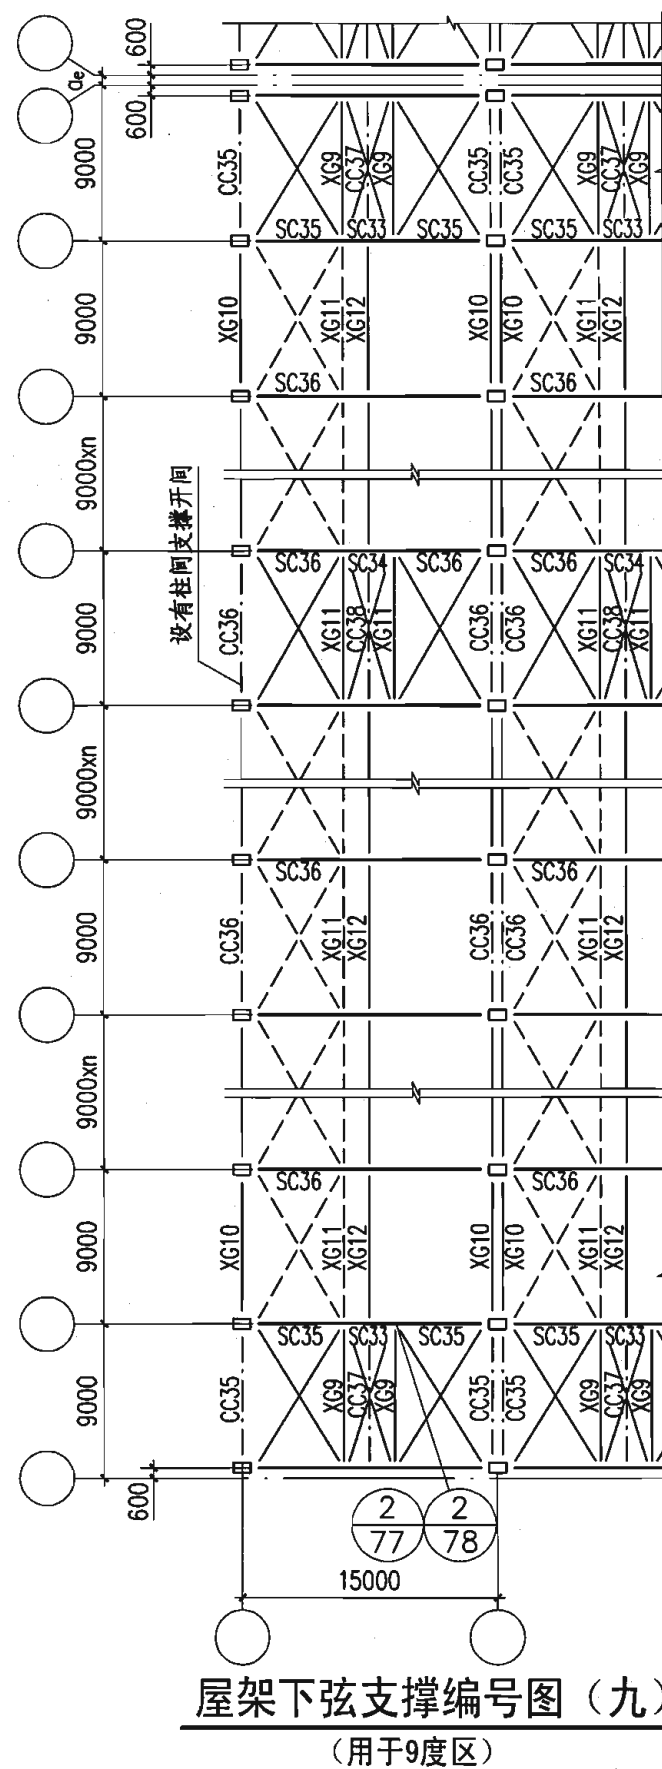 600
ae
600
9000 CC35 XG9 CC37 XG9 CC35 CC35 XG9 CC37 XG9
SC35 SC33 SC35 SC35 SC33
9000 XG10 XG11 XG12 XG10 XG10 XG11 XG12
SC36 SC36
9000xn
设有柱间支撑开间
SC36 SC34 SC36 SC36 SC34
9000 CC36 XG11 CC38 XG11 CC36 CC36 XG11 CC38 XG11
9000xn
SC36 SC36
9000 CC36 XG11 XG12 CC36 CC36 XG11 XG12
9000xn
SC36 SC36
9000 XG10 XG11 XG12 XG10 XG10 XG11 XG12
SC35 SC33 SC35 SC35 SC33
9000 CC35 XG9 CC37 XG9 CC35 CC35 XG9 CC37 XG9
600
2 2
77 78
15000
屋架下弦支撑编号图（九）
（用于9度区）